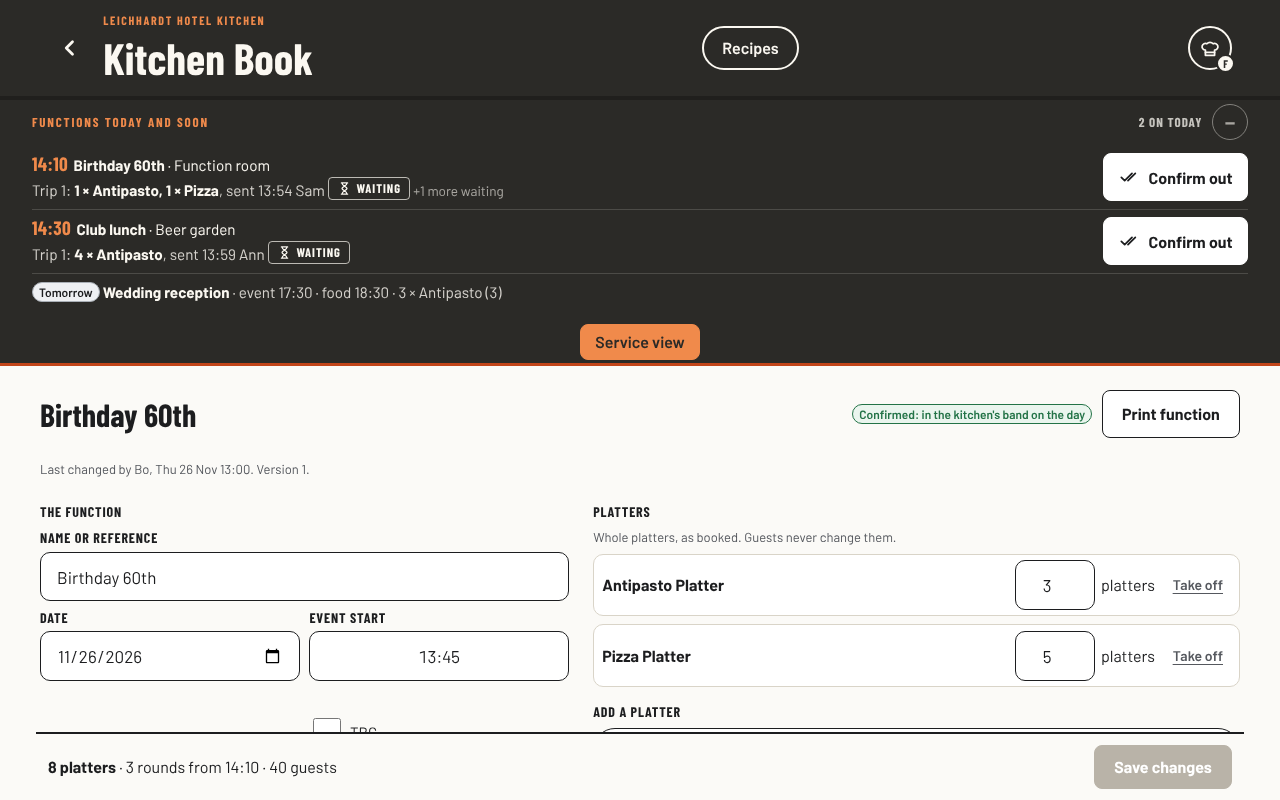 LEICHHARDT HOTEL KITCHEN
Kitchen Book
Recipes
F
FUNCTIONS TODAY AND SOON
2 ON TODAY
14:10 Birthday 60th · Function room
Trip 1: 1 × Antipasto, 1 × Pizza, sent 13:54 Sam WAITING +1 more waiting
Confirm out
14:30 Club lunch · Beer garden
Trip 1: 4 × Antipasto, sent 13:59 Ann WAITING
Confirm out
Tomorrow Wedding reception · event 17:30 · food 18:30 · 3 × Antipasto (3)
Service view
Birthday 60th
Confirmed: in the kitchen's band on the day
Print function
Last changed by Bo, Thu 26 Nov 13:00. Version 1.
THE FUNCTION
NAME OR REFERENCE
Birthday 60th
DATE
EVENT START
11/26/2026
13:45
TBC
PLATTERS
Whole platters, as booked. Guests never change them.
Antipasto Platter
3
platters
Take off
Pizza Platter
5
platters
Take off
ADD A PLATTER
8 platters · 3 rounds from 14:10 · 40 guests
Save changes